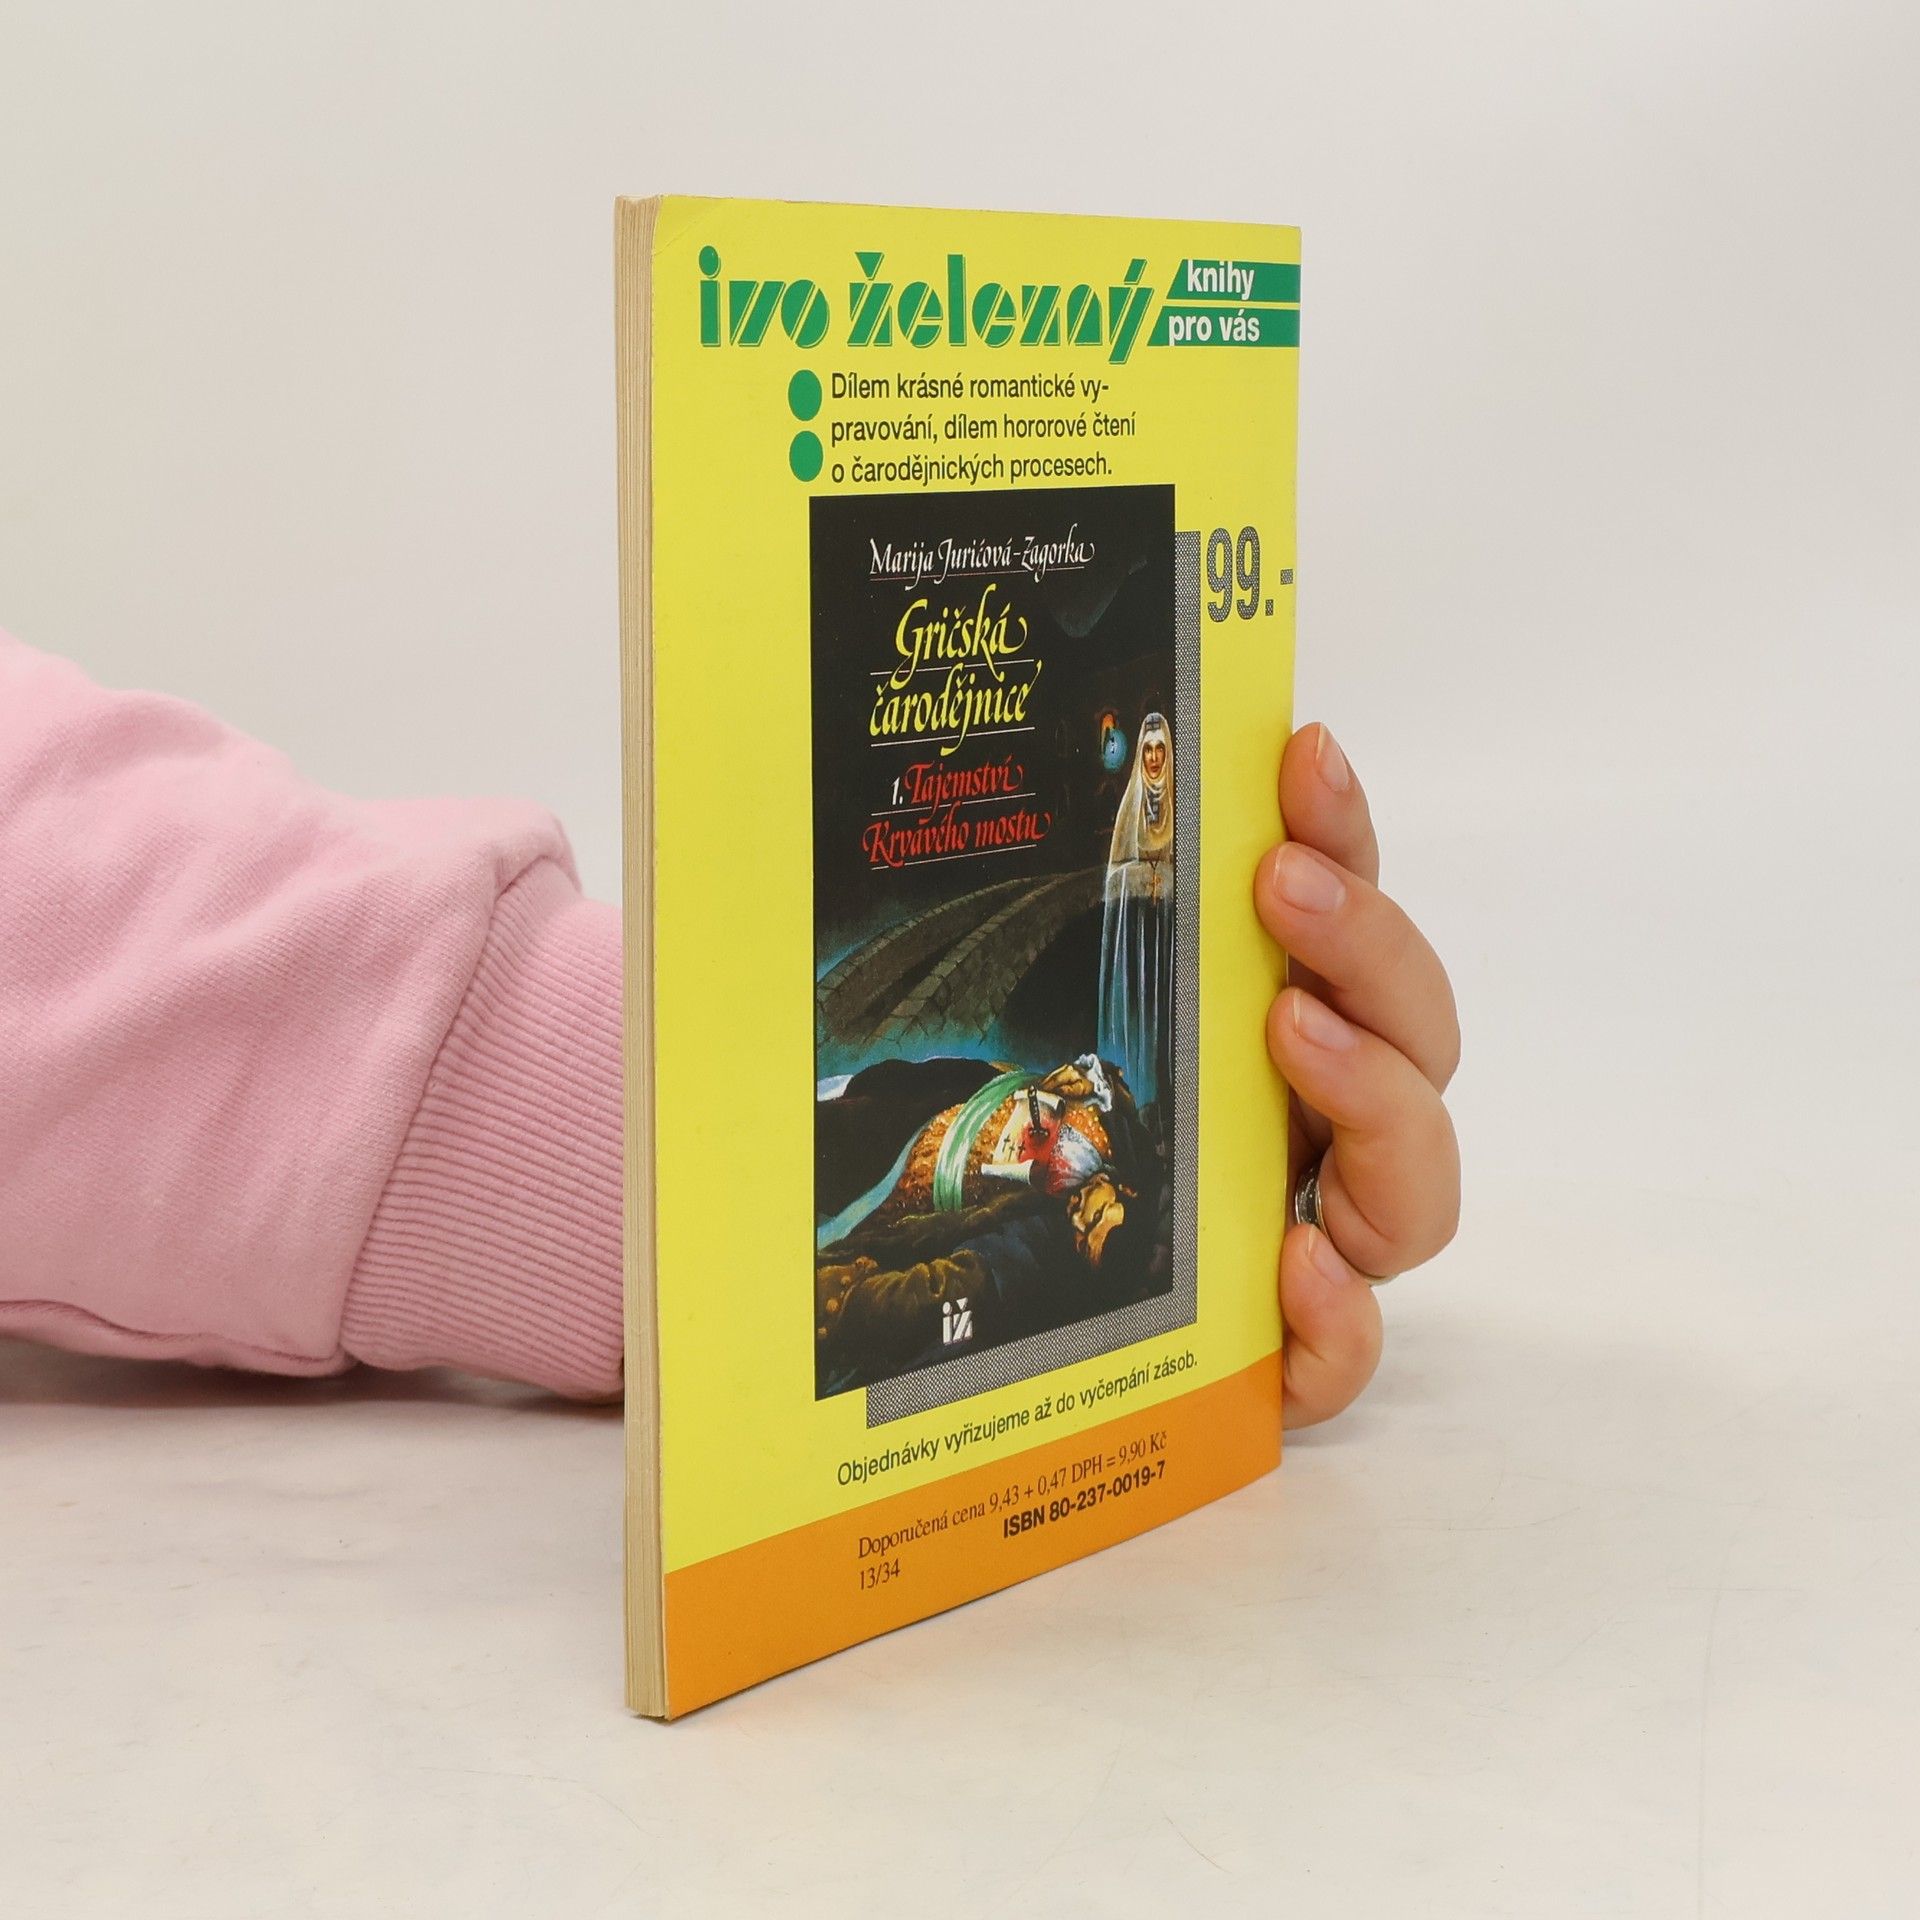 ivo železný
knihy
pro vás
Dílem krásné romantické vy-
pravování, dílem hororové čtení
o čarodějnických procesech.
99.-
Marija Jurićová-Zagorka
Gričská
čarodějnice
1. Tajemství
Krvavého mostu
iž
Objednávky vyřizujeme až do vyčerpání zásob.
Doporučená cena 9,43 + 0,47 DPH = 9,90 Kč
ISBN 80-237-0019-7
13/34